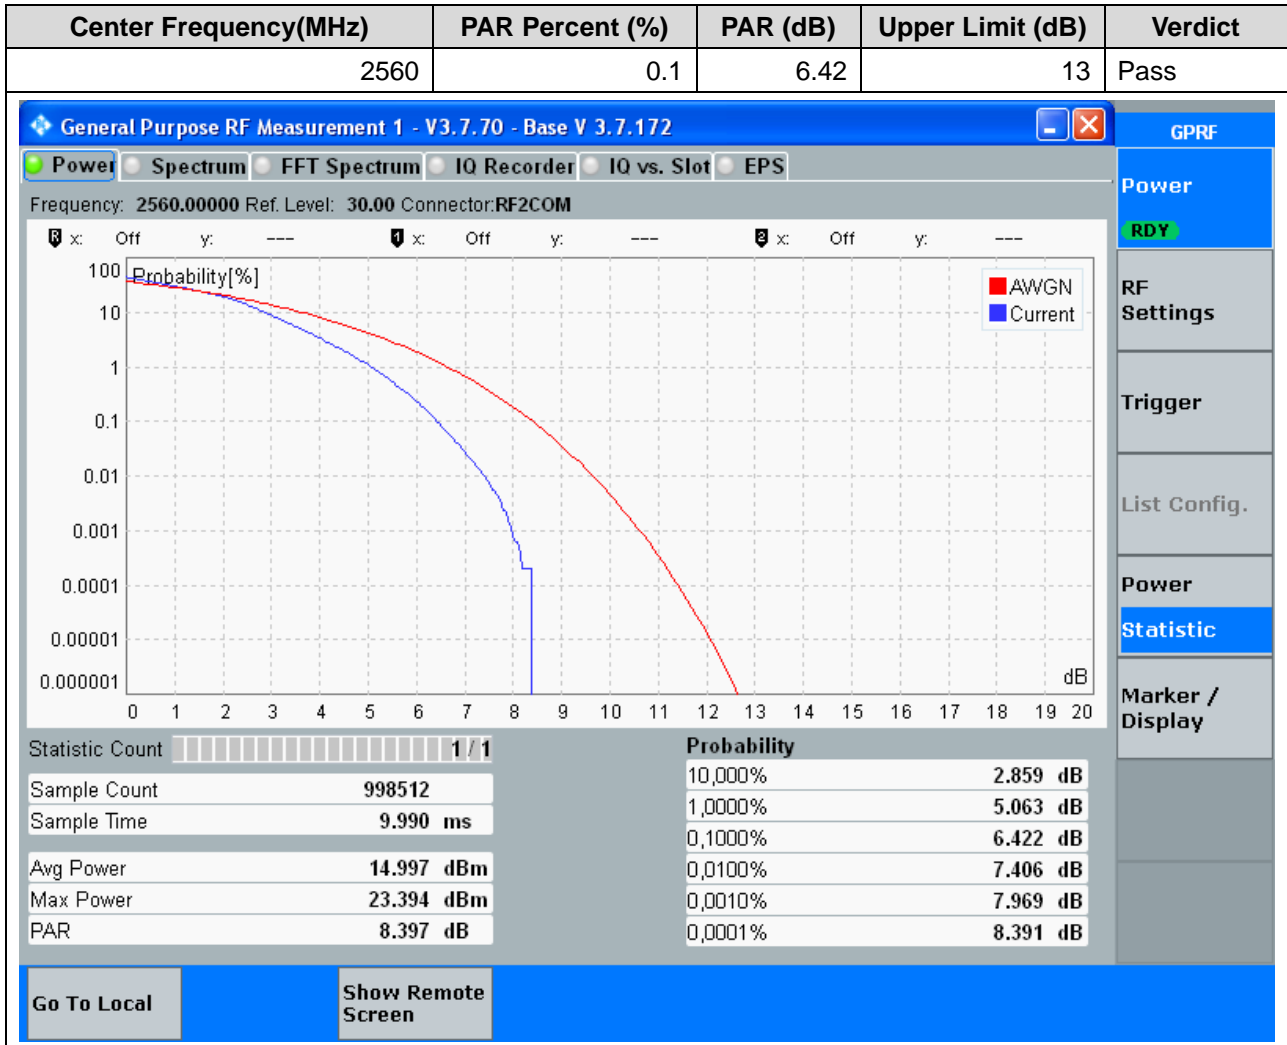 Center Frequency(MHz) PAR Percent (%) PAR (dB) Upper Limit (dB) Verdict
2560 0.1 6.42 13 Pass
General Purpose RF Measurement 1 - V3.7.70 - Base V 3.7.172
GPRF
Power Spectrum FFT Spectrum IQ Recorder IQ vs. Slot EPS
Power
RDY
Frequency: 2560.00000 Ref. Level: 30.00 Connector:RF2COM
R x: Off y: --- 1 x: Off y: --- 2 x: Off y: ---
Probability[%]
AWGN
Current
100
10
1
0.1
0.01
0.001
0.0001
0.00001
0.000001
dB
0 1 2 3 4 5 6 7 8 9 10 11 12 13 14 15 16 17 18 19 20
RF
Settings
Trigger
List Config.
Power
Statistic
Marker /
Display
Statistic Count 1 / 1
Sample Count 998512
Sample Time 9.990 ms
Avg Power 14.997 dBm
Max Power 23.394 dBm
PAR 8.397 dB
Probability
10,000% 2.859 dB
1,0000% 5.063 dB
0,1000% 6.422 dB
0,0100% 7.406 dB
0,0010% 7.969 dB
0,0001% 8.391 dB
Go To Local
Show Remote
Screen